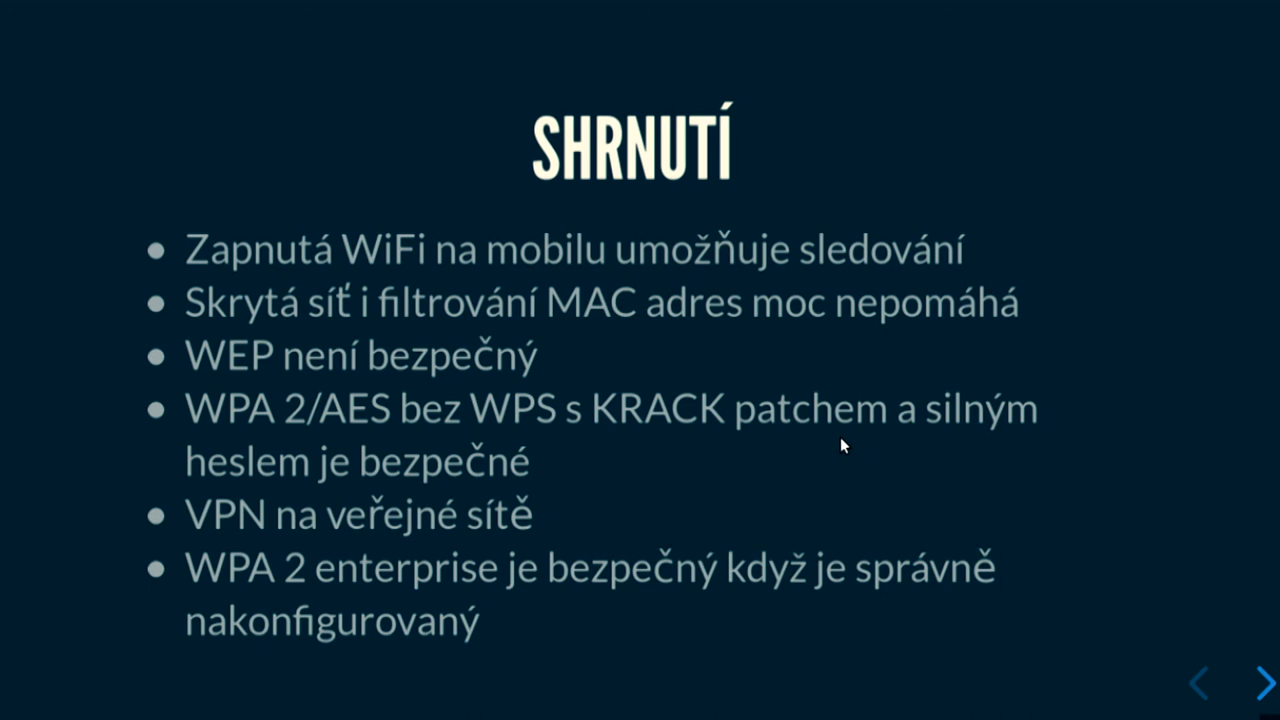 SHRNUTÍ
• Zapnutá WiFi na mobilu umožňuje sledování
• Skrytá síť i filtrování MAC adres moc nepomáhá
• WEP není bezpečný
• WPA 2/AES bez WPS s KRACK patchem a silným
heslem je bezpečné
• VPN na veřejné sítě
• WPA 2 enterprise je bezpečný když je správně
nakonfigurovaný